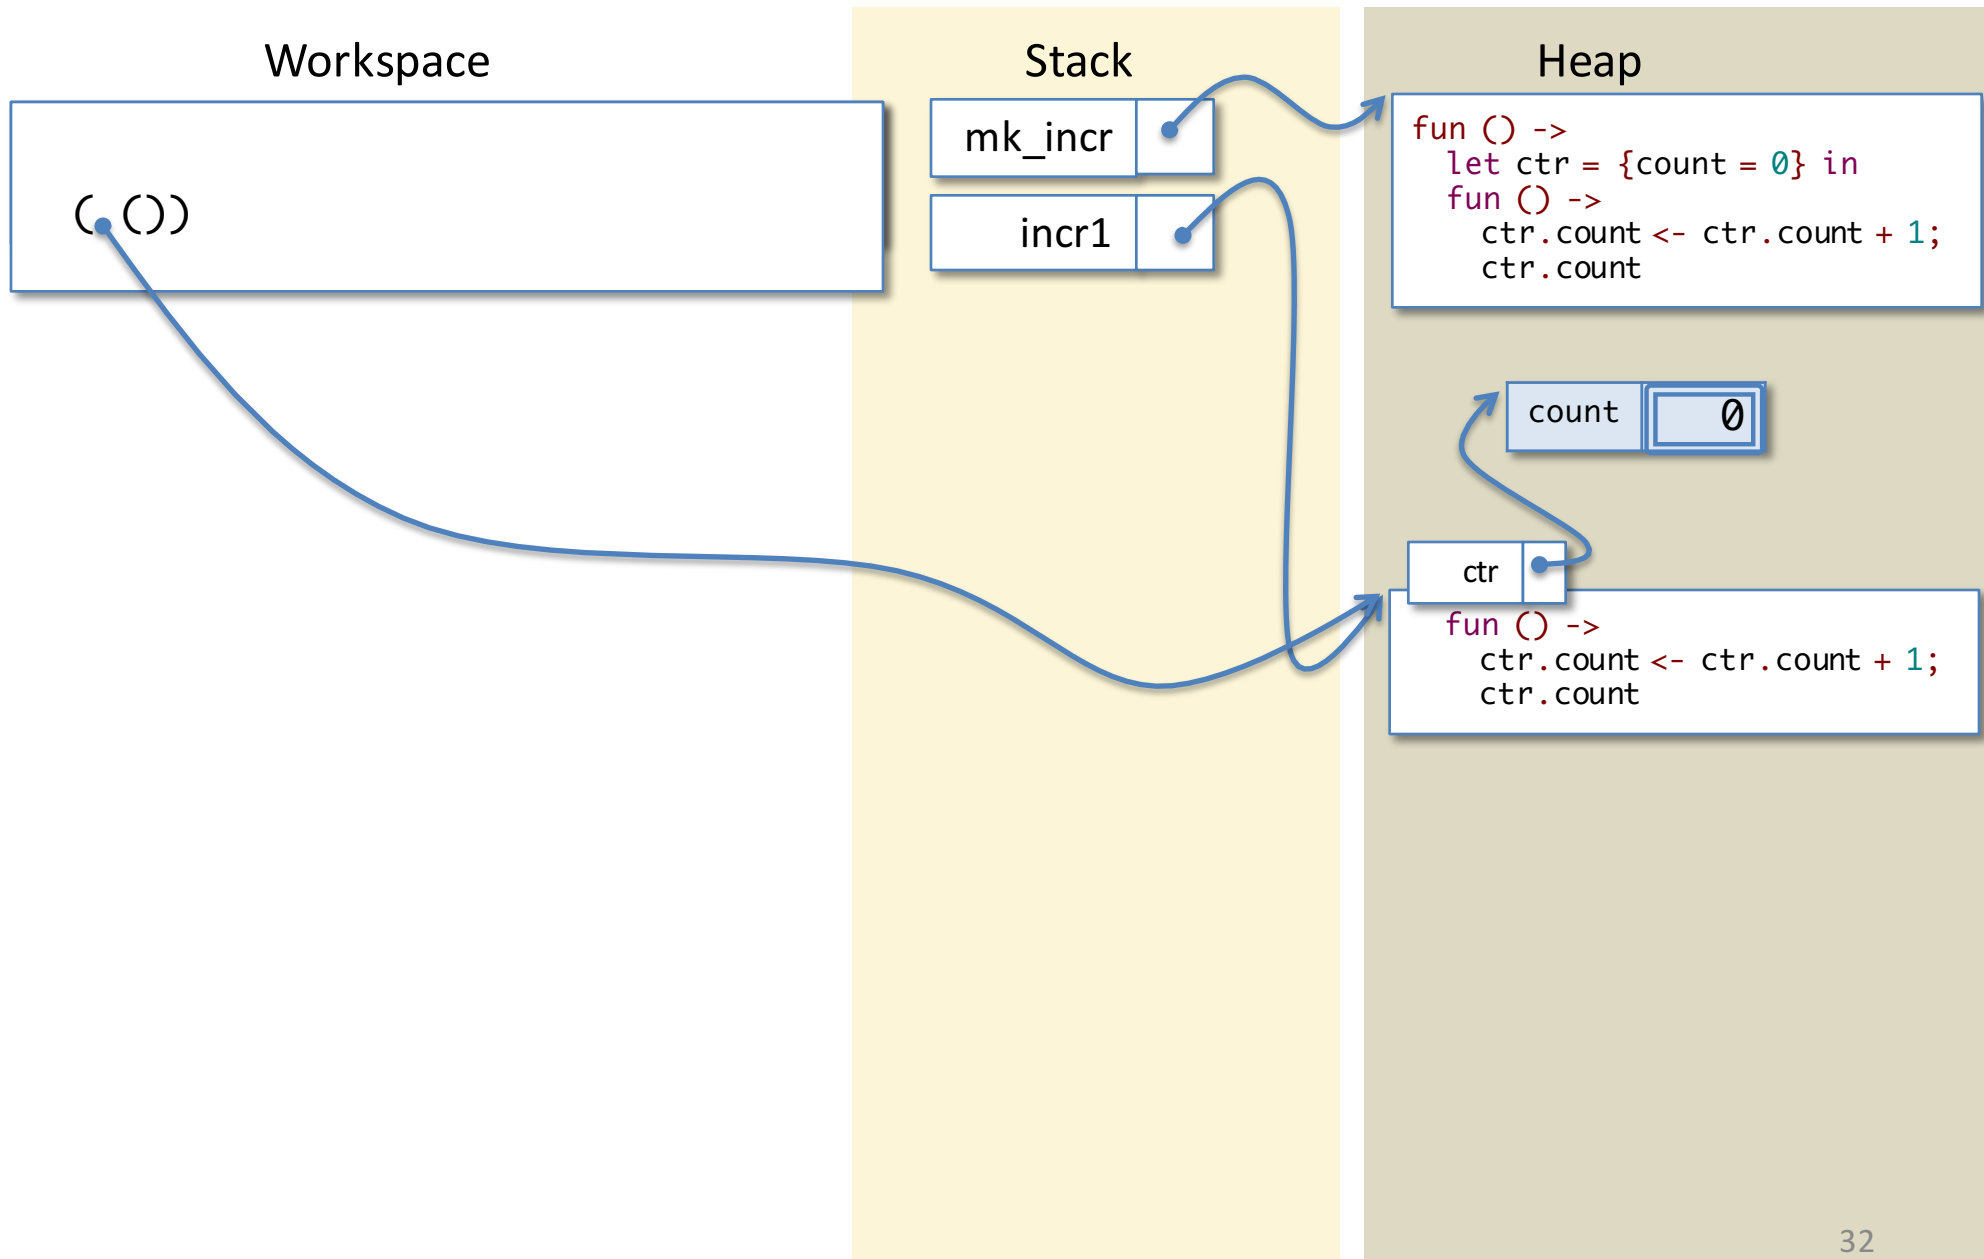 Workspace
Stack
Heap
( ())
mk_incr
incr1
fun () ->
let ctr = {count = 0} in
fun () ->
ctr.count <- ctr.count + 1;
ctr.count
count 0
ctr
fun () ->
ctr.count <- ctr.count + 1;
ctr.count
32